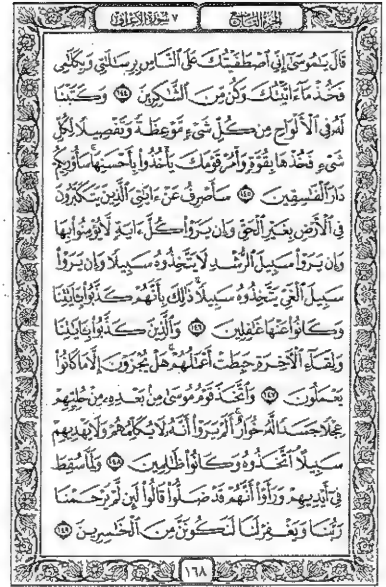 الجزء التاسع ٧ سورة الأعراف
قَالَ يَٰمُوسَىٰٓ إِنِّي ٱصۡطَفَيۡتُكَ عَلَى ٱلنَّاسِ بِرِسَٰلَٰتِي وَبِكَلَٰمِي
فَخُذۡ مَآ ءَاتَيۡتُكَ وَكُن مِّنَ ٱلشَّٰكِرِينَ ١٤٤ وَكَتَبۡنَا
لَهُۥ فِي ٱلۡأَلۡوَاحِ مِن كُلِّ شَيۡءٖ مَّوۡعِظَةٗ وَتَفۡصِيلٗا لِّكُلِّ
شَيۡءٖ فَخُذۡهَا بِقُوَّةٖ وَأۡمُرۡ قَوۡمَكَ يَأۡخُذُواْ بِأَحۡسَنِهَاۚ سَأُوْرِيكُمۡ
دَارَ ٱلۡفَٰسِقِينَ ١٤٥ سَأَصۡرِفُ عَنۡ ءَايَٰتِيَ ٱلَّذِينَ يَتَكَبَّرُونَ
فِي ٱلۡأَرۡضِ بِغَيۡرِ ٱلۡحَقِّ وَإِن يَرَوۡاْ كُلَّ ءَايَةٖ لَّا يُؤۡمِنُواْ بِهَا
وَإِن يَرَوۡاْ سَبِيلَ ٱلرُّشۡدِ لَا يَتَّخِذُوهُ سَبِيلٗا وَإِن يَرَوۡاْ
سَبِيلَ ٱلۡغَيِّ يَتَّخِذُوهُ سَبِيلٗاۚ ذَٰلِكَ بِأَنَّهُمۡ كَذَّبُواْ بِـَٔايَٰتِنَا
وَكَانُواْ عَنۡهَا غَٰفِلِينَ ١٤٦ وَٱلَّذِينَ كَذَّبُواْ بِـَٔايَٰتِنَا
وَلِقَآءِ ٱلۡأٓخِرَةِ حَبِطَتۡ أَعۡمَٰلُهُمۡۚ هَلۡ يُجۡزَوۡنَ إِلَّا مَا كَانُواْ
يَعۡمَلُونَ ١٤٧ وَٱتَّخَذَ قَوۡمُ مُوسَىٰ مِنۢ بَعۡدِهِۦ مِنۡ حُلِيِّهِمۡ
عِجۡلٗا جَسَدٗا لَّهُۥ خُوَارٌۚ أَلَمۡ يَرَوۡاْ أَنَّهُۥ لَا يُكَلِّمُهُمۡ وَلَا يَهۡدِيهِمۡ
سَبِيلًاۘ ٱتَّخَذُوهُ وَكَانُواْ ظَٰلِمِينَ ١٤٨ وَلَمَّا سُقِطَ
فِيٓ أَيۡدِيهِمۡ وَرَأَوۡاْ أَنَّهُمۡ قَدۡ ضَلُّواْ قَالُواْ لَئِن لَّمۡ يَرۡحَمۡنَا
رَبُّنَا وَيَغۡفِرۡ لَنَا لَنَكُونَنَّ مِنَ ٱلۡخَٰسِرِينَ ١٤٩
١٦٨